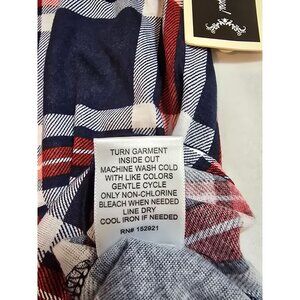 TURN GARMENT
INSIDE OUT
MACHINE WASH COLD
WITH LIKE COLORS
GENTLE CYCLE
ONLY NON-CHLORINE
BLEACH WHEN NEEDED
LINE DRY
COOL IRON IF NEEDED
RN# 152921